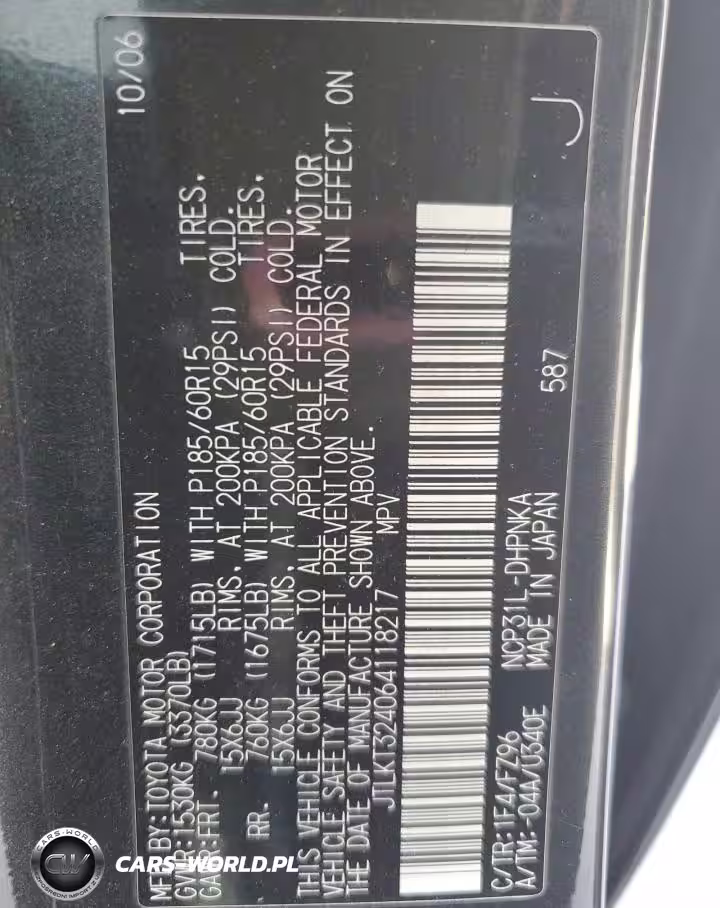 MFD BY:TOYOTA MOTOR CORPORATION 10/06
GVWR:1530KG (3370LB)
GAWR:FRT. 780KG (1715LB) WITH P185/60R15 TIRES,
15X6JJ RIMS, AT 200KPA (29PSI) COLD.
RR. 760KG (1675LB) WITH P185/60R15 TIRES,
15X6JJ RIMS, AT 200KPA (29PSI) COLD.
THIS VEHICLE CONFORMS TO ALL APPLICABLE FEDERAL MOTOR
VEHICLE SAFETY AND THEFT PREVENTION STANDARDS IN EFFECT ON
THE DATE OF MANUFACTURE SHOWN ABOVE.
JTLKT324064118217 MPV
C/TR:1F4/FZ96 NCP31L-DHPNKA
A/TM:-04A/U340E MADE IN JAPAN 587
J
CARS-WORLD
CW
CARS-WORLD.PL